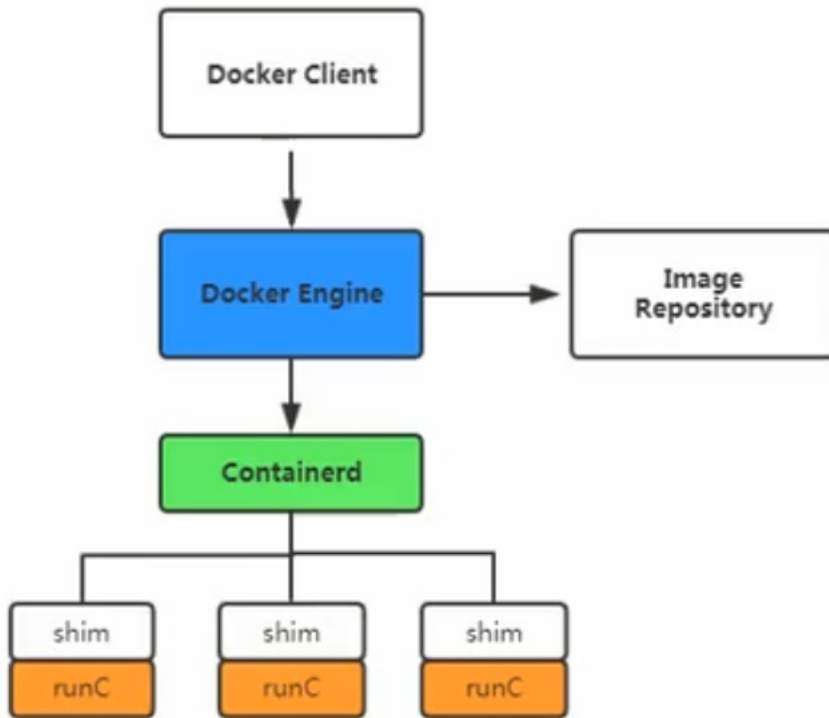 Docker Client
Docker Engine
Image
Repository
Containerd
shim
shim
shim
runC
runC
runC